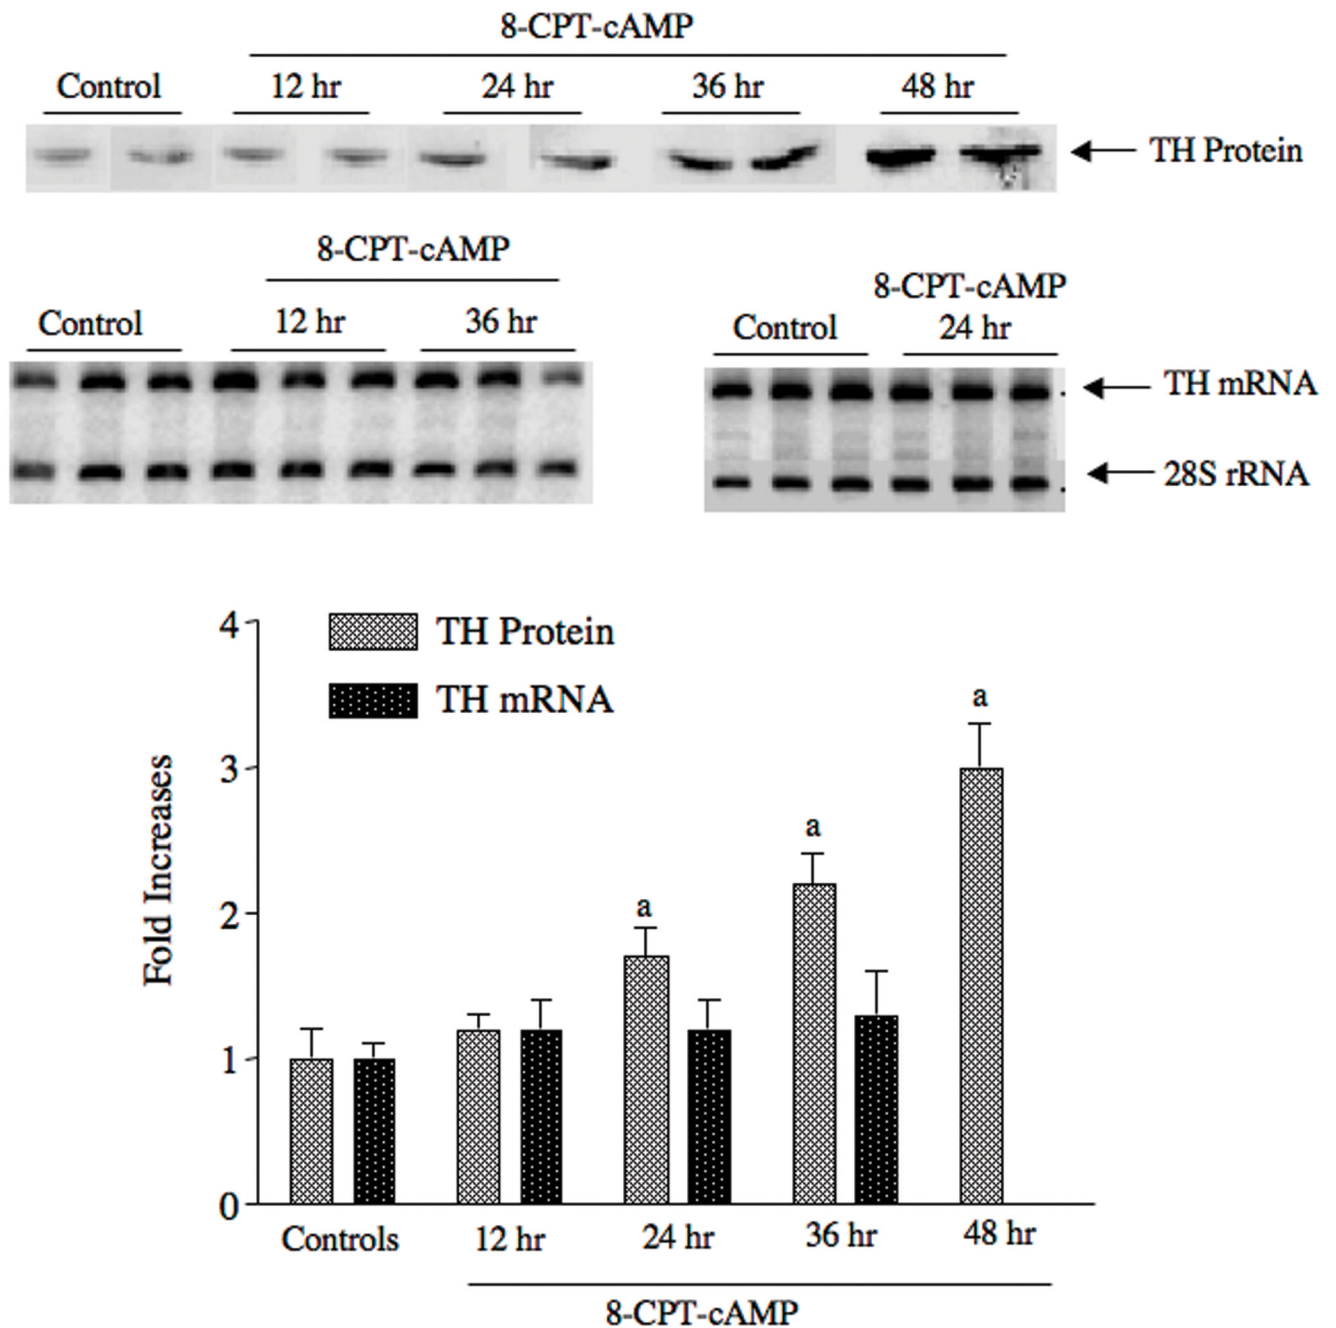 8-CPT-cAMP
Control 12 hr 24 hr 36 hr 48 hr
TH Protein
8-CPT-cAMP
Control 12 hr 36 hr
8-CPT-cAMP
Control 24 hr
TH mRNA
28S rRNA
4
TH Protein
TH mRNA
a
3
a
a
2
Fold Increases
1
0
Controls 12 hr 24 hr 36 hr 48 hr
8-CPT-cAMP